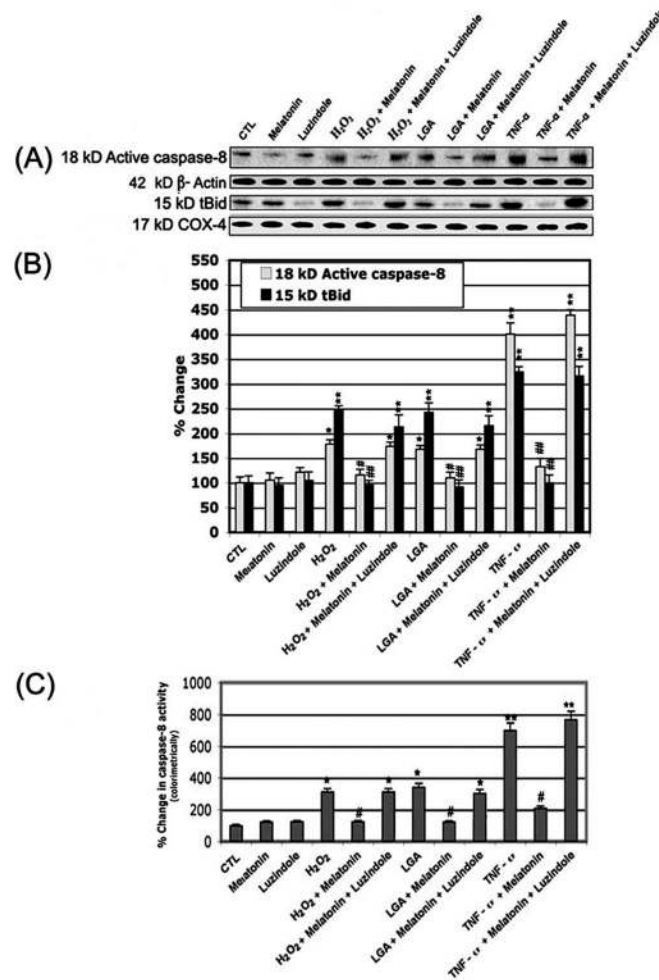 CTL
Melatonin
Luzindole
H₂O₂
H₂O₂ + Melatonin
H₂O₂ + Melatonin + Luzindole
LGA
LGA + Melatonin
LGA + Melatonin + Luzindole
TNF-α
TNF-α + Melatonin
TNF-α + Melatonin + Luzindole
(A)
18 kD Active caspase-8
42 kD β- Actin
15 kD tBid
17 kD COX-4
(B)
18 kD Active caspase-8
15 kD tBid
% Change
550
500
450
400
350
300
250
200
150
100
50
0
* ** # ## * ** * ** # ## * ** ** ** ## ## ** **
CTL
Melatonin
Luzindole
H₂O₂
H₂O₂ + Melatonin
H₂O₂ + Melatonin + Luzindole
LGA
LGA + Melatonin
LGA + Melatonin + Luzindole
TNF - α
TNF - α + Melatonin
TNF - α + Melatonin + Luzindole
(C)
% Change in caspase-8 activity
(colorimetrically)
1000
800
600
400
200
0
* # * * # * ** # **
CTL
Melatonin
Luzindole
H₂O₂
H₂O₂ + Melatonin
H₂O₂ + Melatonin + Luzindole
LGA
LGA + Melatonin
LGA + Melatonin + Luzindole
TNF - α
TNF - α + Melatonin
TNF - α + Melatonin + Luzindole